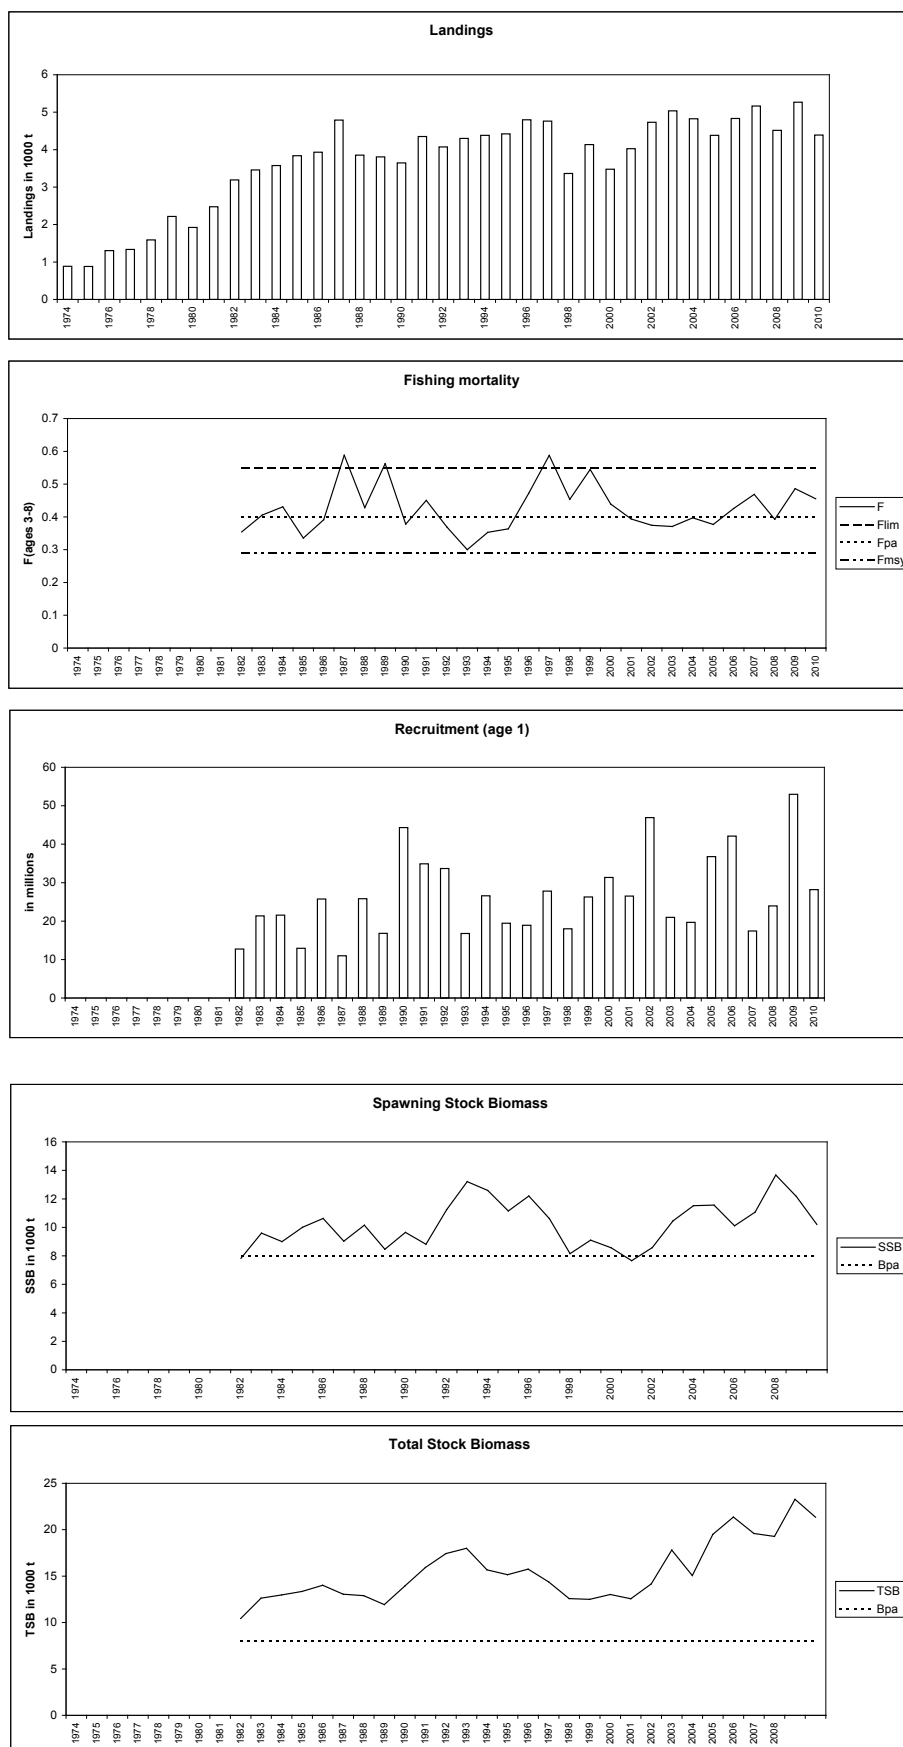 Landings
6
5
4
3
2
1
0
Landings in 1000 t
1974 1976 1978 1980 1982 1984 1986 1988 1990 1992 1994 1996 1998 2000 2002 2004 2006 2008 2010
Fishing mortality
0.7
0.6
0.5
0.4
0.3
0.2
0.1
0
F(ages 3-8)
F
Flim
Fpa
Fmsy
1974 1975 1976 1977 1978 1979 1980 1981 1982 1983 1984 1985 1986 1987 1988 1989 1990 1991 1992 1993 1994 1995 1996 1997 1998 1999 2000 2001 2002 2003 2004 2005 2006 2007 2008 2009 2010
Recruitment (age 1)
60
50
40
30
20
10
0
in millions
1974 1975 1976 1977 1978 1979 1980 1981 1982 1983 1984 1985 1986 1987 1988 1989 1990 1991 1992 1993 1994 1995 1996 1997 1998 1999 2000 2001 2002 2003 2004 2005 2006 2007 2008 2009 2010
Spawning Stock Biomass
16
14
12
10
8
6
4
2
0
SSB in 1000 t
SSB
Bpa
1974 1976 1978 1980 1982 1984 1986 1988 1990 1992 1994 1996 1998 2000 2002 2004 2006 2008
Total Stock Biomass
25
20
15
10
5
0
TSB in 1000 t
TSB
Bpa
1974 1975 1976 1977 1978 1979 1980 1981 1982 1983 1984 1985 1986 1987 1988 1989 1990 1991 1992 1993 1994 1995 1996 1997 1998 1999 2000 2001 2002 2003 2004 2005 2006 2007 2008